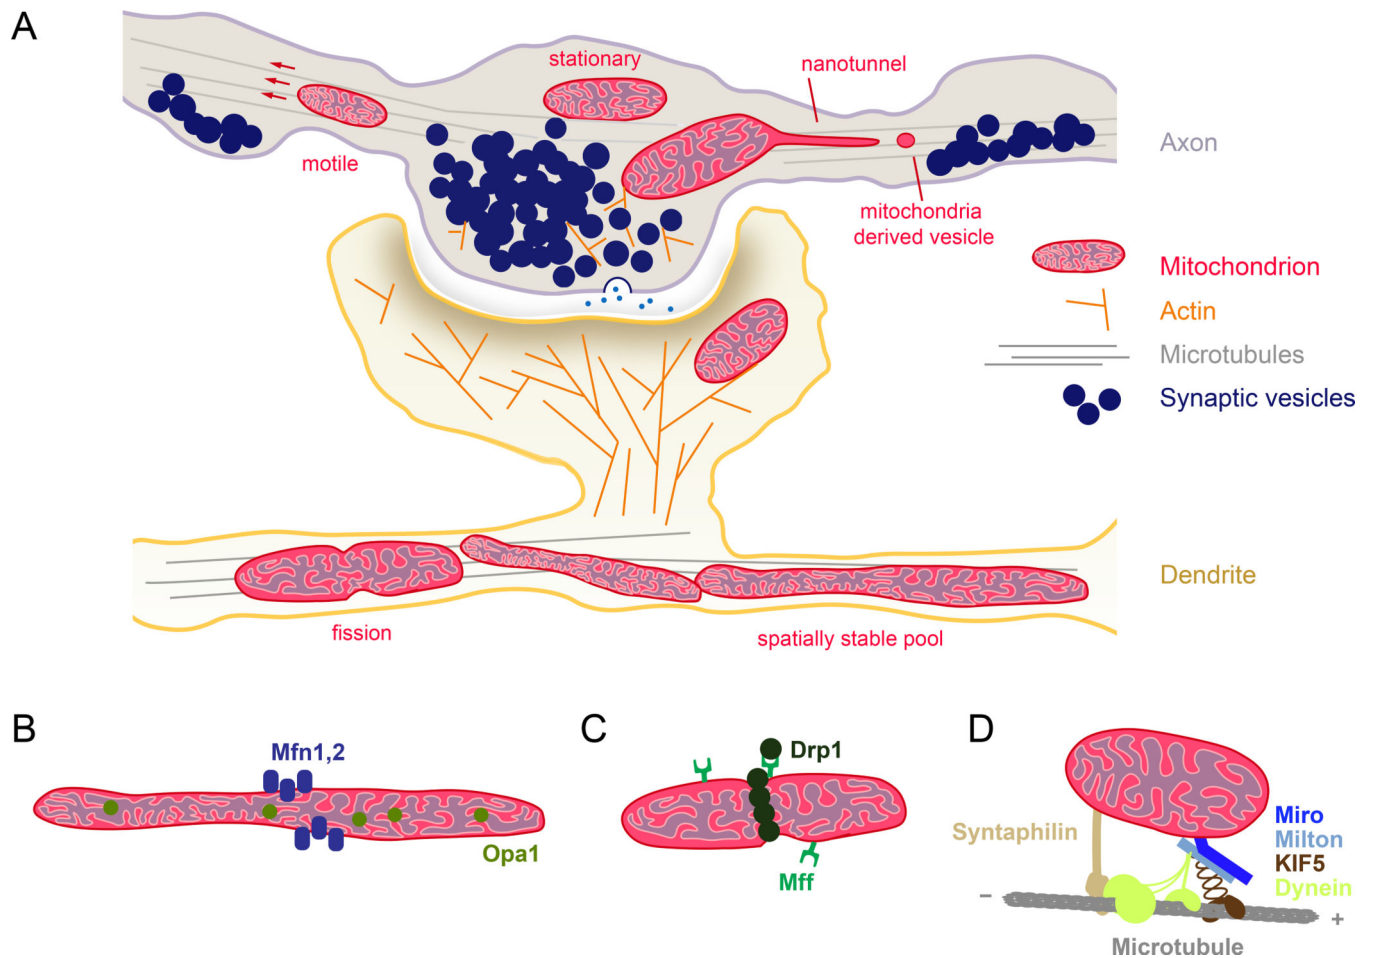 A
stationary
nanotunnel
motile
Axon
mitochondria
derived vesicle
Mitochondrion
Actin
Microtubules
Synaptic vesicles
Dendrite
fission
spatially stable pool
B
Mfn1,2
Opa1
C
Drp1
Mff
D
Syntaphilin
Miro
Milton
KIF5
Dynein
−
+
Microtubule